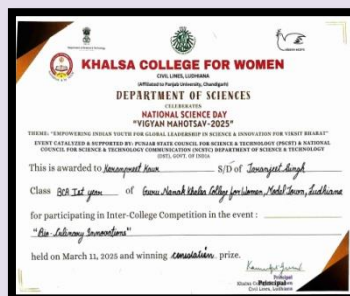 KHALSA COLLEGE FOR WOMEN
CIVIL LINES, LUDHIANA
(Affiliated to Panjab University, Chandigarh)
DEPARTMENT OF SCIENCES
CELEBRATES
NATIONAL SCIENCE DAY
"VIGYAN MAHOTSAV-2025"
THEME: "EMPOWERING INDIAN YOUTH FOR GLOBAL LEADERSHIP IN SCIENCE & INNOVATION FOR VIKSIT BHARAT"
EVENT CATALYZED & SUPPORTED BY: PUNJAB STATE COUNCIL FOR SCIENCE & TECHNOLOGY (PSCST) & NATIONAL
COUNCIL FOR SCIENCE & TECHNOLOGY COMMUNICATION (NCSTC) DEPARTMENT OF SCIENCE & TECHNOLOGY
(DST), GOVT. OF INDIA
This is awarded to Karanpreet Kaur S/D of Jaranjeet Singh
Class BCA Ist year of Guru Nanak Khalsa College for Women, Model Town, Ludhiana
for participating in Inter-College Competition in the event :
"Bio-Culinary Innovations"
held on March 11, 2025 and winning consolation prize.
Principal
Principal
Khalsa College
Civil Lines, Ludhiana